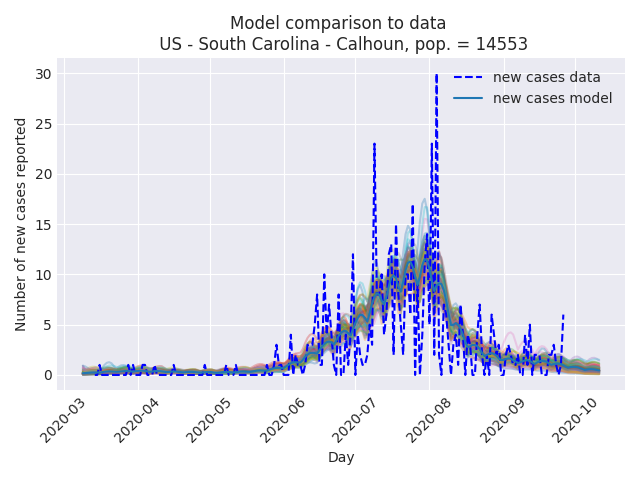 Model comparison to data
US - South Carolina - Calhoun, pop. = 14553
Number of new cases reported
30
25
20
15
10
5
0
new cases data
new cases model
2020-03
2020-04
2020-05
2020-06
2020-07
2020-08
2020-09
2020-10
Day